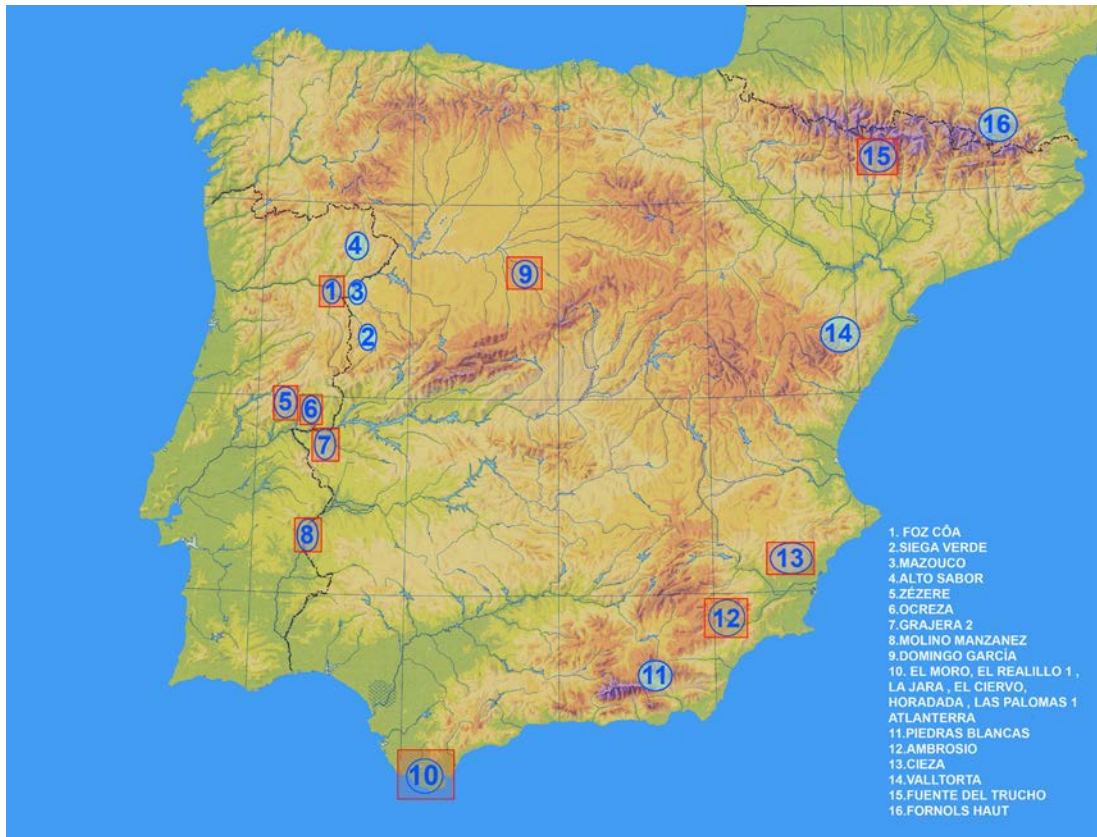 16
15
4
9
1
3
2
14
5
6
7
8
13
12
11
10
1. FOZ CÔA
2.SIEGA VERDE
3.MAZOUCO
4.ALTO SABOR
5.ZÉZERE
6.OCREZA
7.GRAJERA 2
8.MOLINO MANZANEZ
9.DOMINGO GARCÍA
10. EL MORO, EL REALILLO 1 ,
LA JARA , EL CIERVO,
HORADADA , LAS PALOMAS 1
ATLANTERRA
11.PIEDRAS BLANCAS
12.AMBROSIO
13.CIEZA
14.VALLTORTA
15.FUENTE DEL TRUCHO
16.FORNOLS HAUT